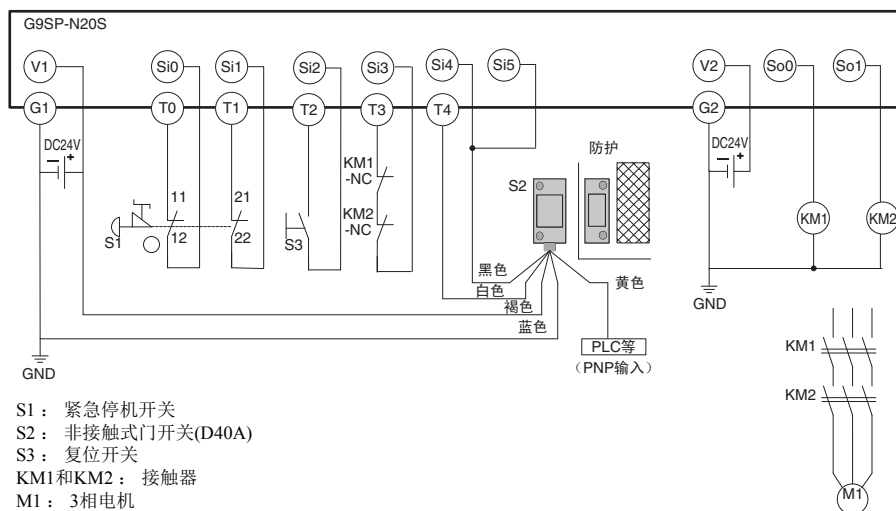 G9SP-N20S
V1 Si0 Si1 Si2 Si3 Si4 Si5 V2 So0 So1
G1 T0 T1 T2 T3 T4 G2
DC24V
− +
KM1
-NC
KM2
-NC
11 21
12 22
S1
S3
S2
防护
DC24V
− +
KM1 KM2
GND
黑色
白色
褐色
蓝色
黄色
PLC等
（PNP输入）
GND
KM1
KM2
M1
S1： 紧急停机开关
S2： 非接触式门开关(D40A)
S3： 复位开关
KM1和KM2： 接触器
M1： 3相电机